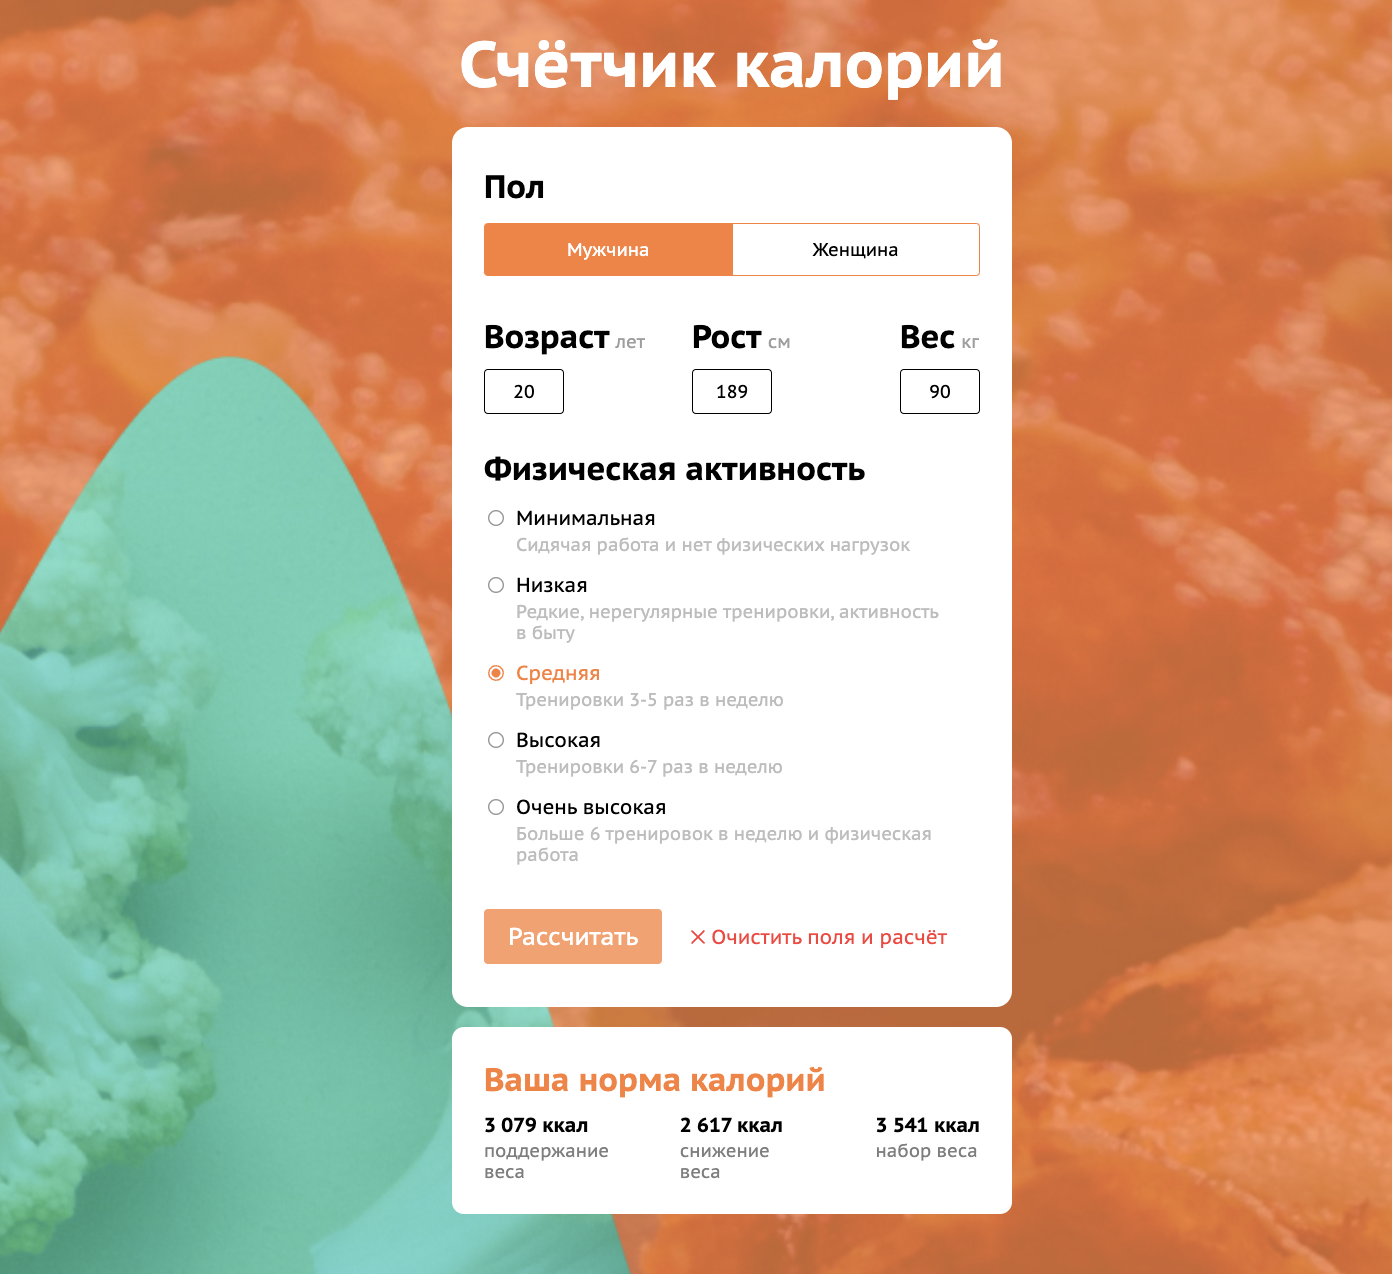 Счётчик калорий
Пол
Мужчина Женщина
Возраст лет Рост см Вес кг
20 189 90
Физическая активность
Минимальная
Сидячая работа и нет физических нагрузок
Низкая
Редкие, нерегулярные тренировки, активность
в быту
Средняя
Тренировки 3-5 раз в неделю
Высокая
Тренировки 6-7 раз в неделю
Очень высокая
Больше 6 тренировок в неделю и физическая
работа
Рассчитать Очистить поля и расчёт
Ваша норма калорий
3 079 ккал 2 617 ккал 3 541 ккал
поддержание снижение набор веса
веса веса